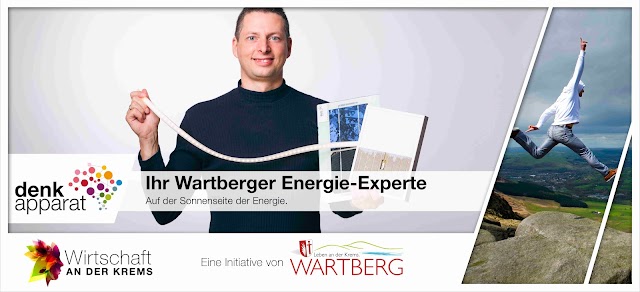 denk
apparat
Ihr Wartberger Energie-Experte
Auf der Sonnenseite der Energie.
Wirtschaft
AN DER KREMS
Eine Initiative von
Leben an der Krems.
WARTBERG